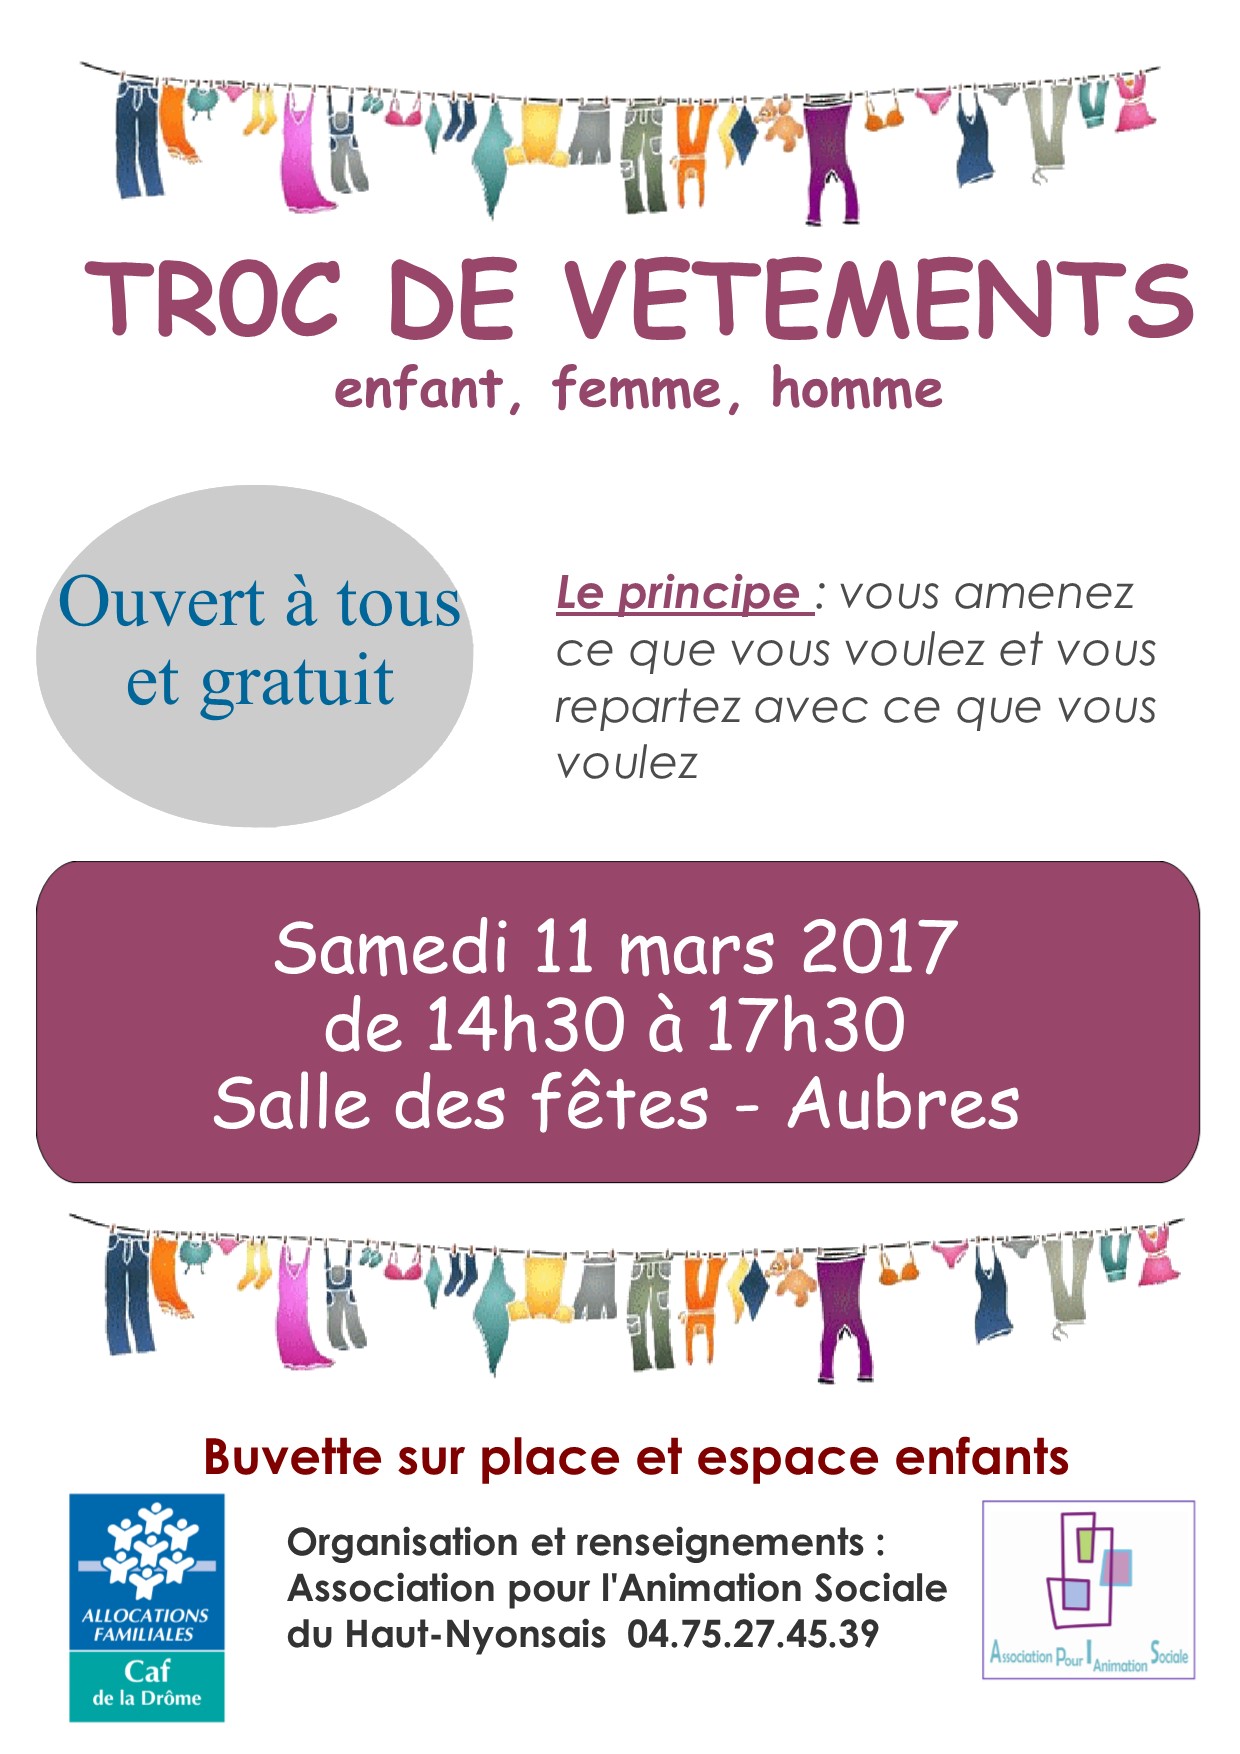 TROC DE VETEMENTS
enfant, femme, homme
Ouvert à tous
et gratuit
Le principe : vous amenez
ce que vous voulez et vous
repartez avec ce que vous
voulez
Samedi 11 mars 2017
de 14h30 à 17h30
Salle des fêtes - Aubres
Buvette sur place et espace enfants
ALLOCATIONS
FAMILIALES
Caf
de la Drôme
Organisation et renseignements :
Association pour l'Animation Sociale
du Haut-Nyonsais 04.75.27.45.39
Association Pour l Animation Sociale